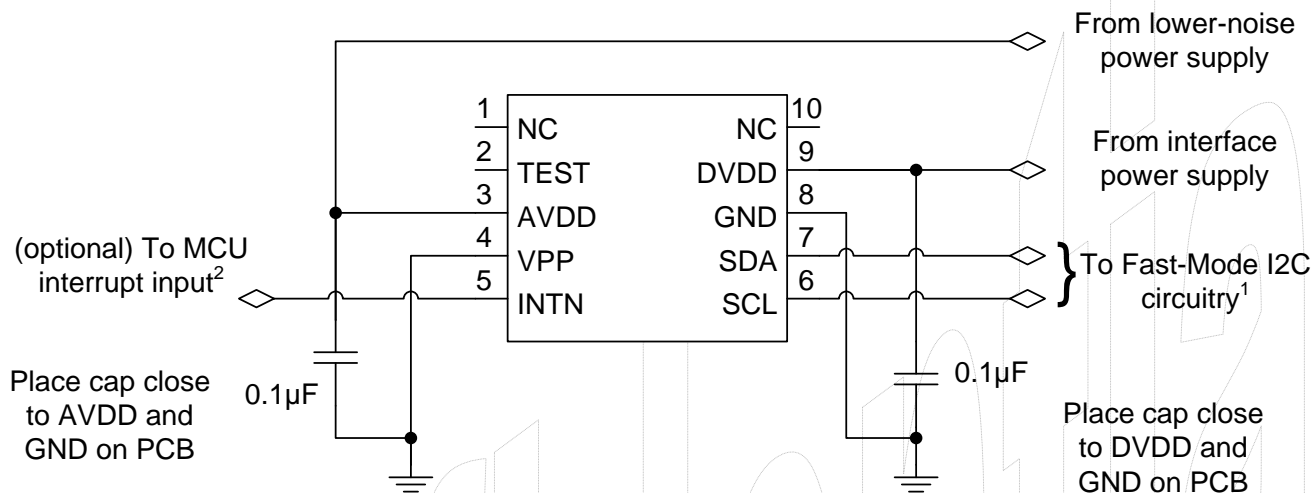 From lower-noise
power supply
1
NC
NC
10
From interface
power supply
2
TEST
DVDD
9
3
AVDD
GND
8
(optional) To MCU
interrupt input²
4
VPP
SDA
7
To Fast-Mode I2C
circuitry¹
5
INTN
SCL
6
Place cap close
to AVDD and
GND on PCB
0.1µF
0.1µF
Place cap close
to DVDD and
GND on PCB